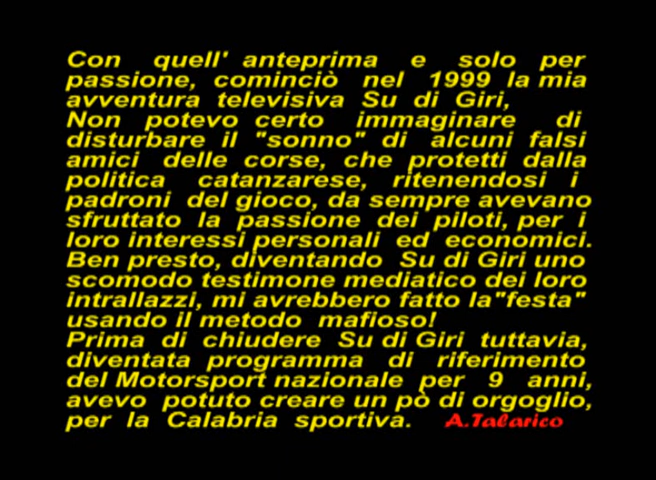 Con quell' anteprima e solo per
passione, cominciò nel 1999 la mia
avventura televisiva Su di Giri,
Non potevo certo immaginare di
disturbare il "sonno" di alcuni falsi
amici delle corse, che protetti dalla
politica catanzarese, ritenendosi i
padroni del gioco, da sempre avevano
sfruttato la passione dei piloti, per i
loro interessi personali ed economici.
Ben presto, diventando Su di Giri uno
scomodo testimone mediatico dei loro
intrallazzi, mi avrebbero fatto la"festa"
usando il metodo mafioso!
Prima di chiudere Su di Giri tuttavia,
diventata programma di riferimento
del Motorsport nazionale per 9 anni,
avevo potuto creare un pò di orgoglio,
per la Calabria sportiva. A.Talarico